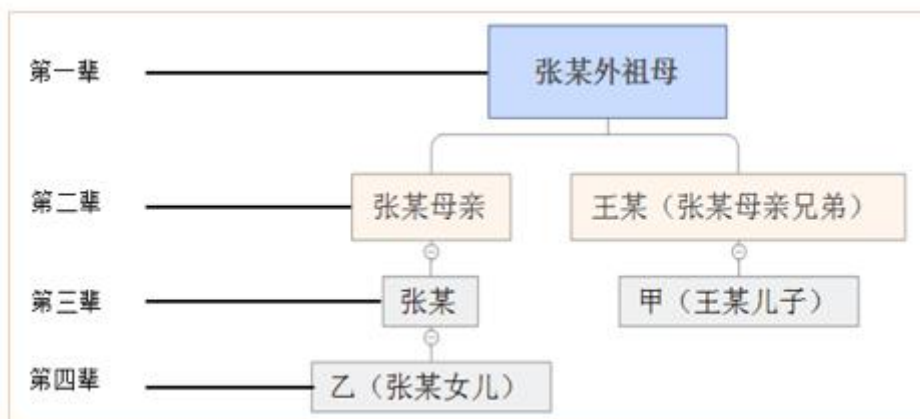 第一辈
张某外祖母
第二辈
张某母亲
王某（张某母亲兄弟）
第三辈
张某
甲（王某儿子）
第四辈
乙（张某女儿）